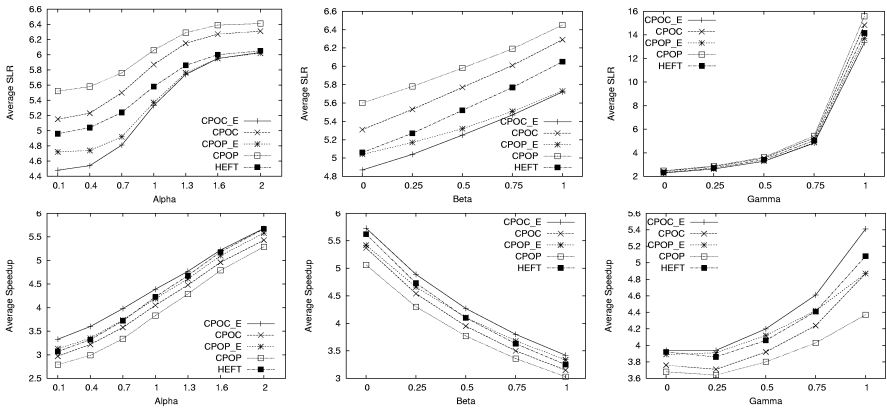 6.6
6.4
6.2
6
5.8
5.6
5.4
5.2
5
4.8
4.6
4.4
Average SLR
0.1 0.4 0.7 1 1.3 1.6 2
Alpha
CPOC_E
CPOC
CPOP_E
CPOP
HEFT
6.6
6.4
6.2
6
5.8
5.6
5.4
5.2
5
4.8
Average SLR
0 0.25 0.5 0.75 1
Beta
CPOC_E
CPOC
CPOP_E
CPOP
HEFT
16
14
12
10
8
6
4
2
Average SLR
0 0.25 0.5 0.75 1
Gamma
CPOC_E
CPOC
CPOP_E
CPOP
HEFT
6
5.5
5
4.5
4
3.5
3
2.5
Average Speedup
0.1 0.4 0.7 1 1.3 1.6 2
Alpha
CPOC_E
CPOC
CPOP_E
CPOP
HEFT
6
5.5
5
4.5
4
3.5
3
Average Speedup
0 0.25 0.5 0.75 1
Beta
CPOC_E
CPOC
CPOP_E
CPOP
HEFT
5.6
5.4
5.2
5
4.8
4.6
4.4
4.2
4
3.8
3.6
Average Speedup
0 0.25 0.5 0.75 1
Gamma
CPOC_E
CPOC
CPOP_E
CPOP
HEFT